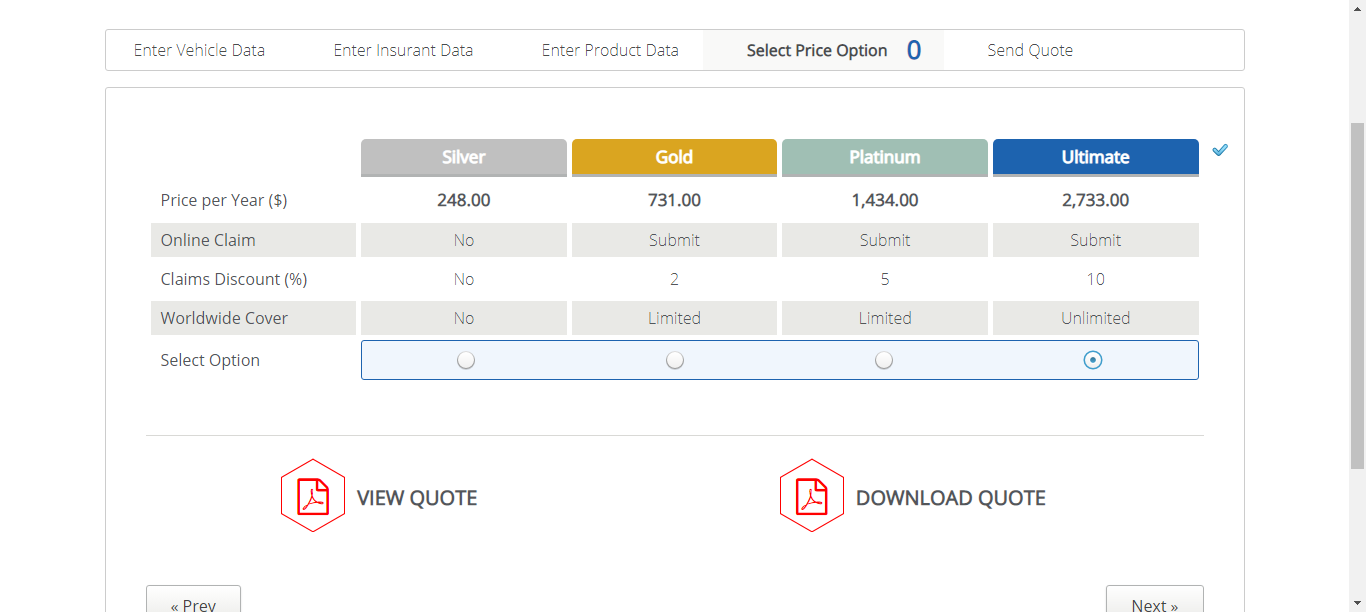 Enter Vehicle Data Enter Insurant Data Enter Product Data Select Price Option 0 Send Quote
Silver Gold Platinum Ultimate
Price per Year ($) 248.00 731.00 1,434.00 2,733.00
Online Claim No Submit Submit Submit
Claims Discount (%) No 2 5 10
Worldwide Cover No Limited Limited Unlimited
Select Option
VIEW QUOTE DOWNLOAD QUOTE
« Prev Next »